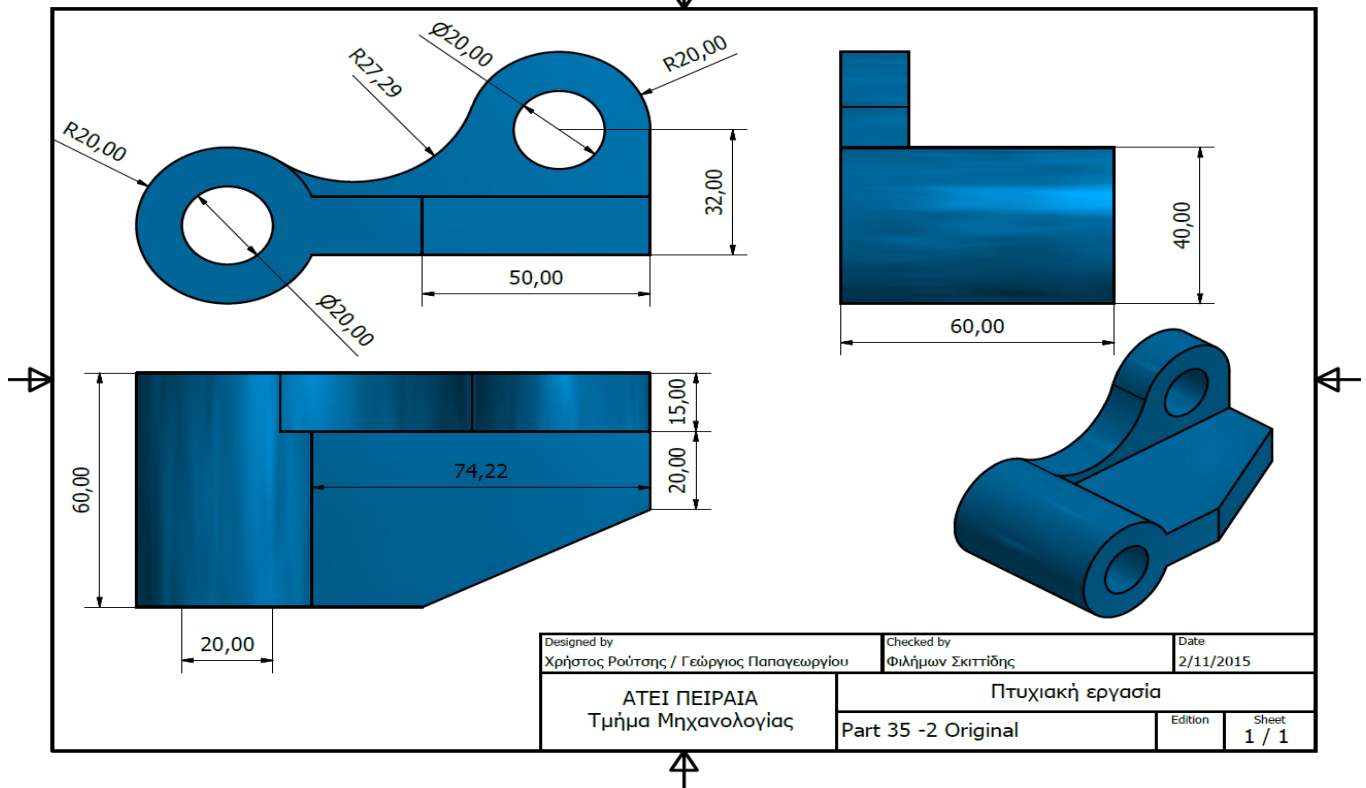 Ø20,00
R27,29
R20,00
R20,00
32,00
40,00
50,00
Ø20,00
60,00
15,00
74,22
20,00
60,00
20,00
Designed by
Χρήστος Ρούτσης / Γεώργιος Παπαγεωργίου
Checked by
Φιλήμων Σκιττίδης
Date
2/11/2015
ΑΤΕΙ ΠΕΙΡΑΙΑ
Τμήμα Μηχανολογίας
Πτυχιακή εργασία
Part 35 -2 Original
Edition
Sheet
1 / 1